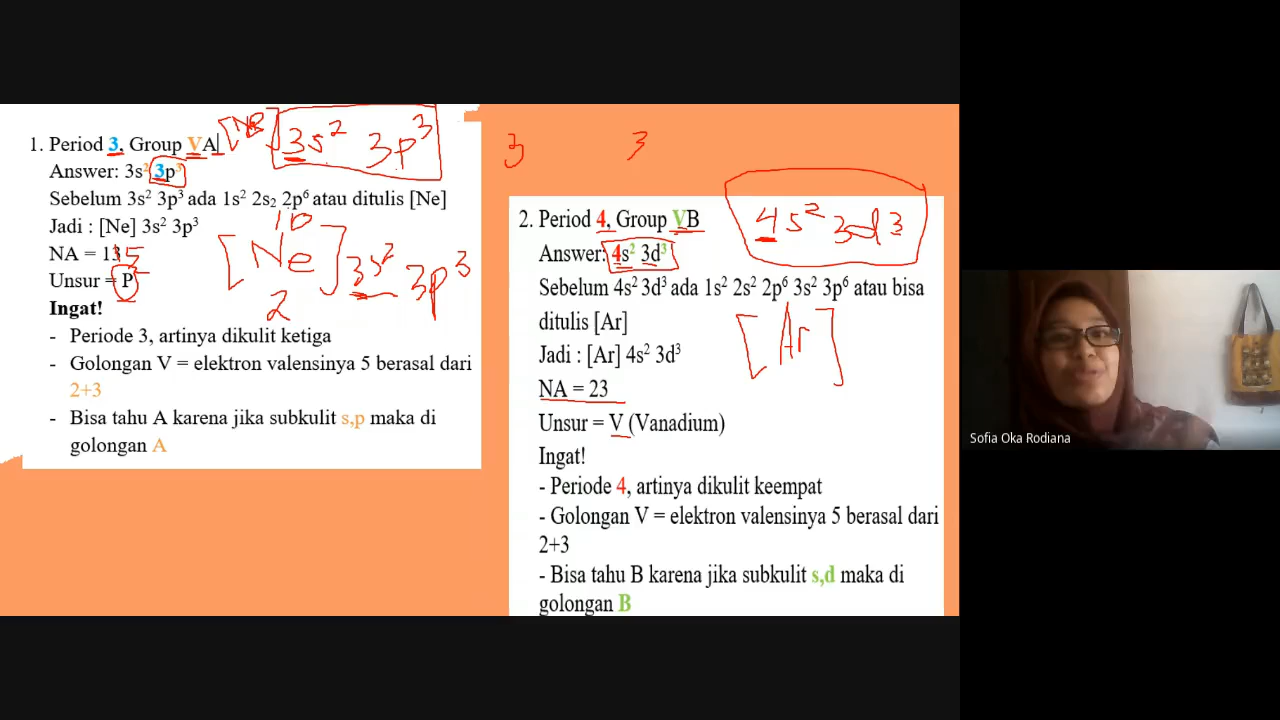 1. Period 3, Group VA
[Ne] 3s² 3p³
Answer: 3s² 3p³
Sebelum 3s² 3p³ ada 1s² 2s₂ 2p⁶ atau ditulis [Ne]
Jadi : [Ne] 3s² 3p³
10
[Ne] 3s² 3p³
2
NA = 13
15
Unsur = P
Ingat!
- Periode 3, artinya dikulit ketiga
- Golongan V = elektron valensinya 5 berasal dari
2+3
- Bisa tahu A karena jika subkulit s,p maka di
golongan A
3 3
2. Period 4, Group VB
4s² 3d³
Answer: 4s² 3d³
Sebelum 4s² 3d³ ada 1s² 2s² 2p⁶ 3s² 3p⁶ atau bisa
ditulis [Ar]
[Ar]
Jadi : [Ar] 4s² 3d³
NA = 23
Unsur = V (Vanadium)
Ingat!
- Periode 4, artinya dikulit keempat
- Golongan V = elektron valensinya 5 berasal dari
2+3
- Bisa tahu B karena jika subkulit s,d maka di
golongan B
Sofia Oka Rodiana